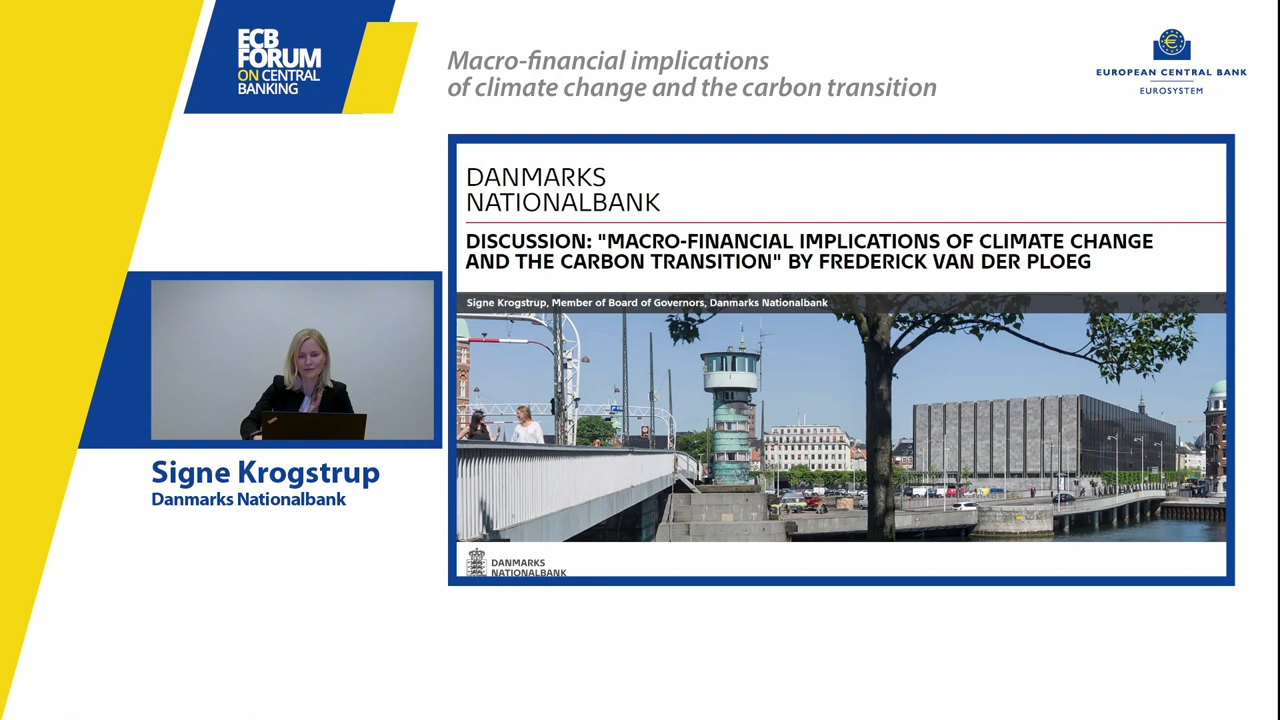 ECB
FORUM
ON CENTRAL
BANKING
Macro-financial implications
of climate change and the carbon transition
EUROPEAN CENTRAL BANK
EUROSYSTEM
DANMARKS
NATIONALBANK
DISCUSSION: "MACRO-FINANCIAL IMPLICATIONS OF CLIMATE CHANGE
AND THE CARBON TRANSITION" BY FREDERICK VAN DER PLOEG
Signe Krogstrup, Member of Board of Governors, Danmarks Nationalbank
DANMARKS
NATIONALBANK
Signe Krogstrup
Danmarks Nationalbank